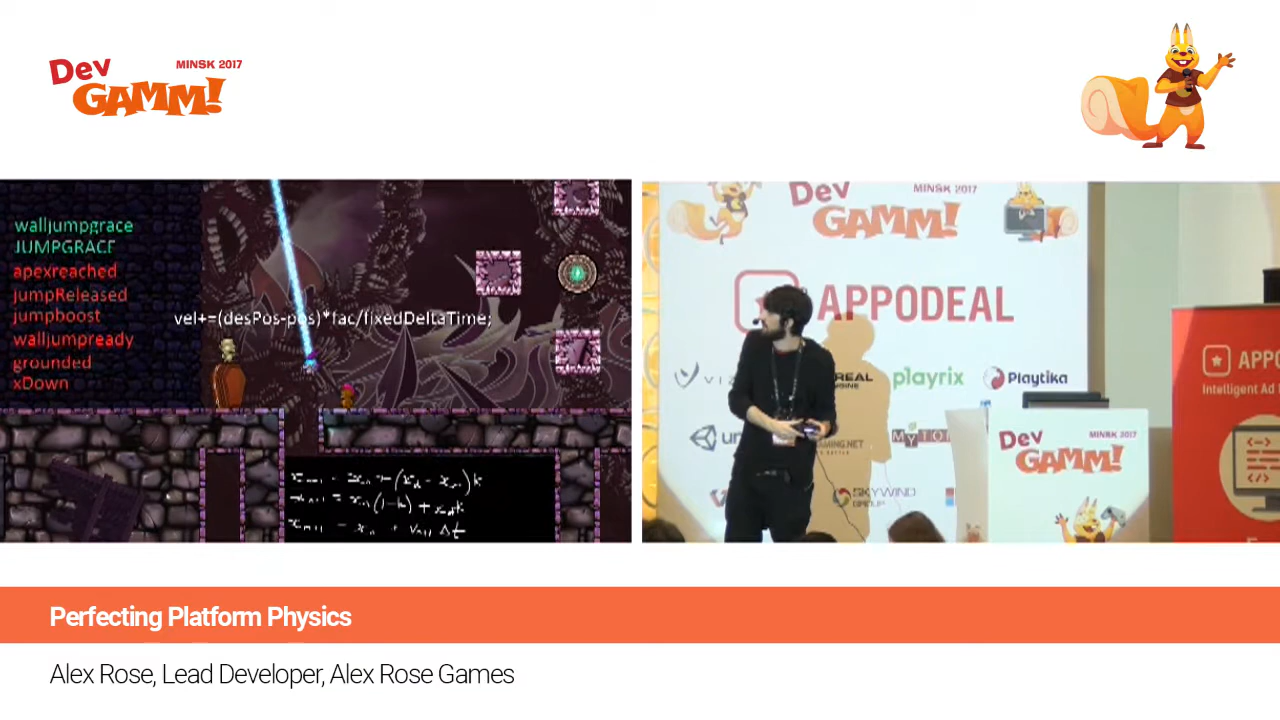 Dev
GAMM!
MINSK 2017
walljumpgrace
JUMPGRACE
apexreached
jumpReleased
jumpboost
walljumpready
grounded
xDown
vel+=(desPos-pos)*fac/fixedDeltaTime;
Dev
GAMM!
MINSK 2017
APPODEAL
playrix
Playtika
SKYWIND
GROUP
Dev
GAMM!
MINSK 2017
Intelligent Ad
Perfecting Platform Physics
Alex Rose, Lead Developer, Alex Rose Games